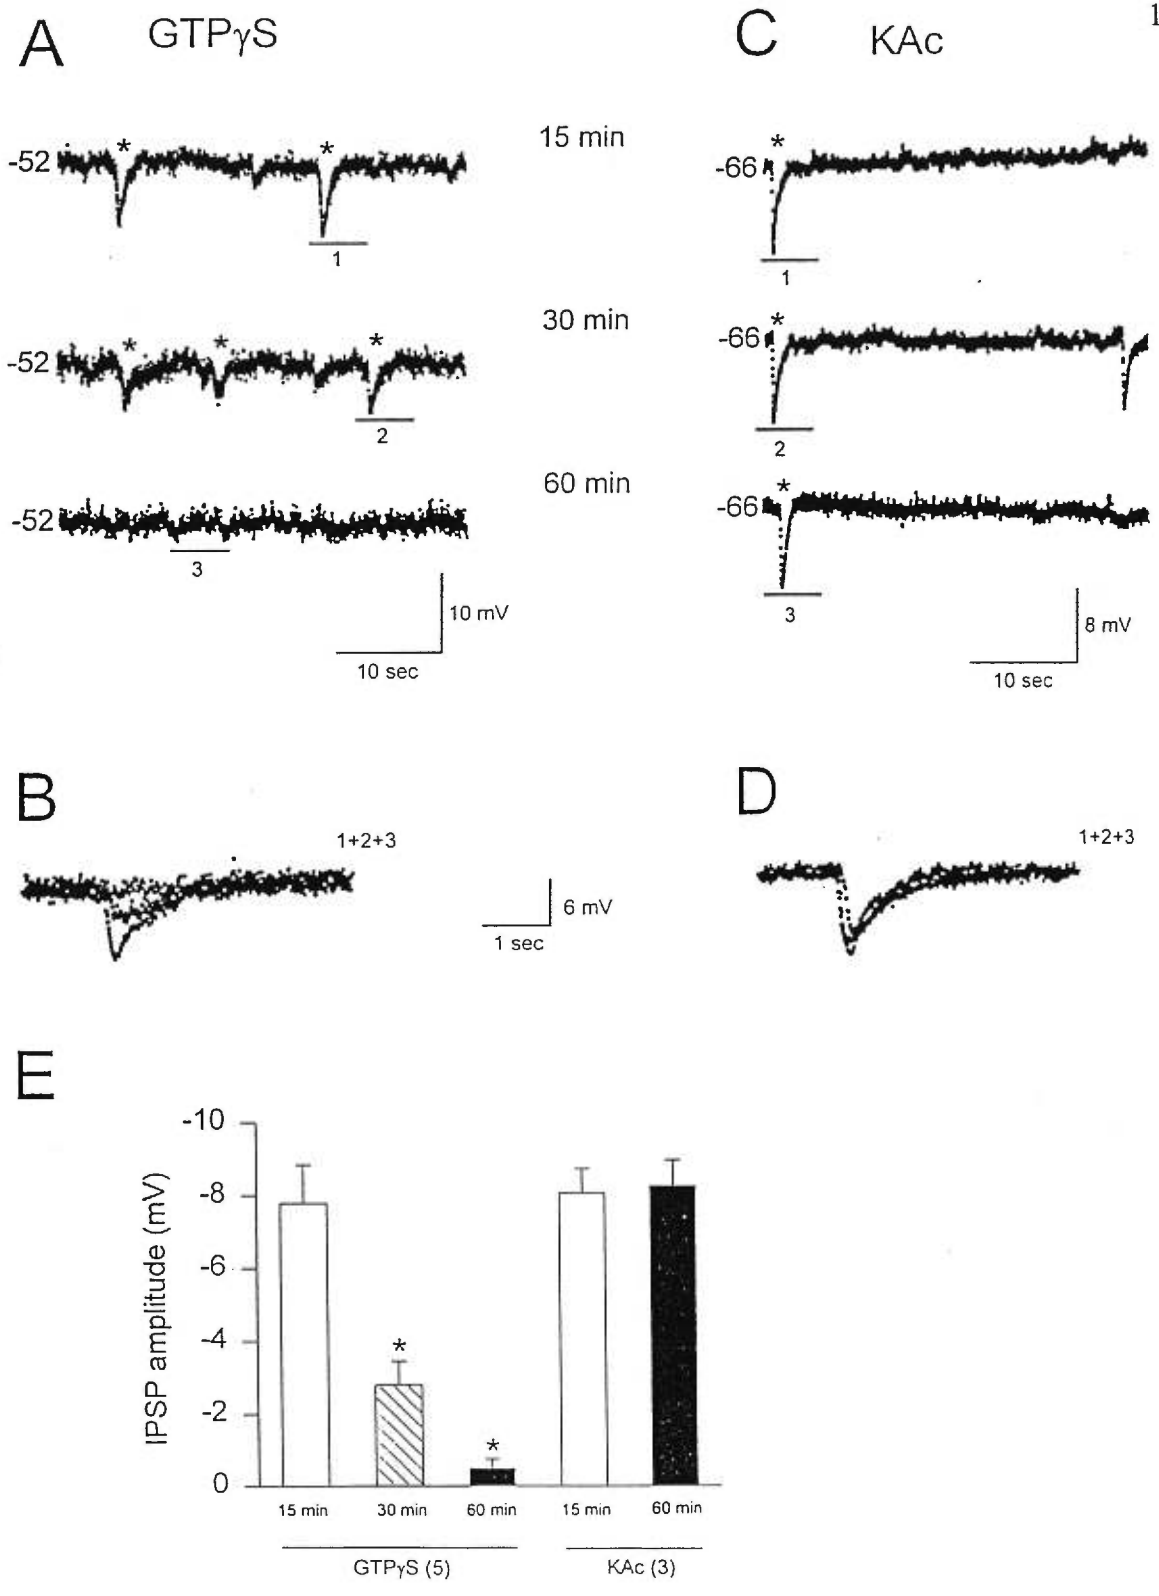 1
A GTPγS
C KAc
15 min
-52 * *
1
-66 *
1
30 min
-52 * * *
2
-66 *
2
60 min
-52
3
-66 *
3
10 mV
10 sec
8 mV
10 sec
B
1+2+3
6 mV
1 sec
D
1+2+3
E
IPSP amplitude (mV)
-10
-8
-6
-4
-2
0
*
*
15 min 30 min 60 min 15 min 60 min
GTPγS (5) KAc (3)